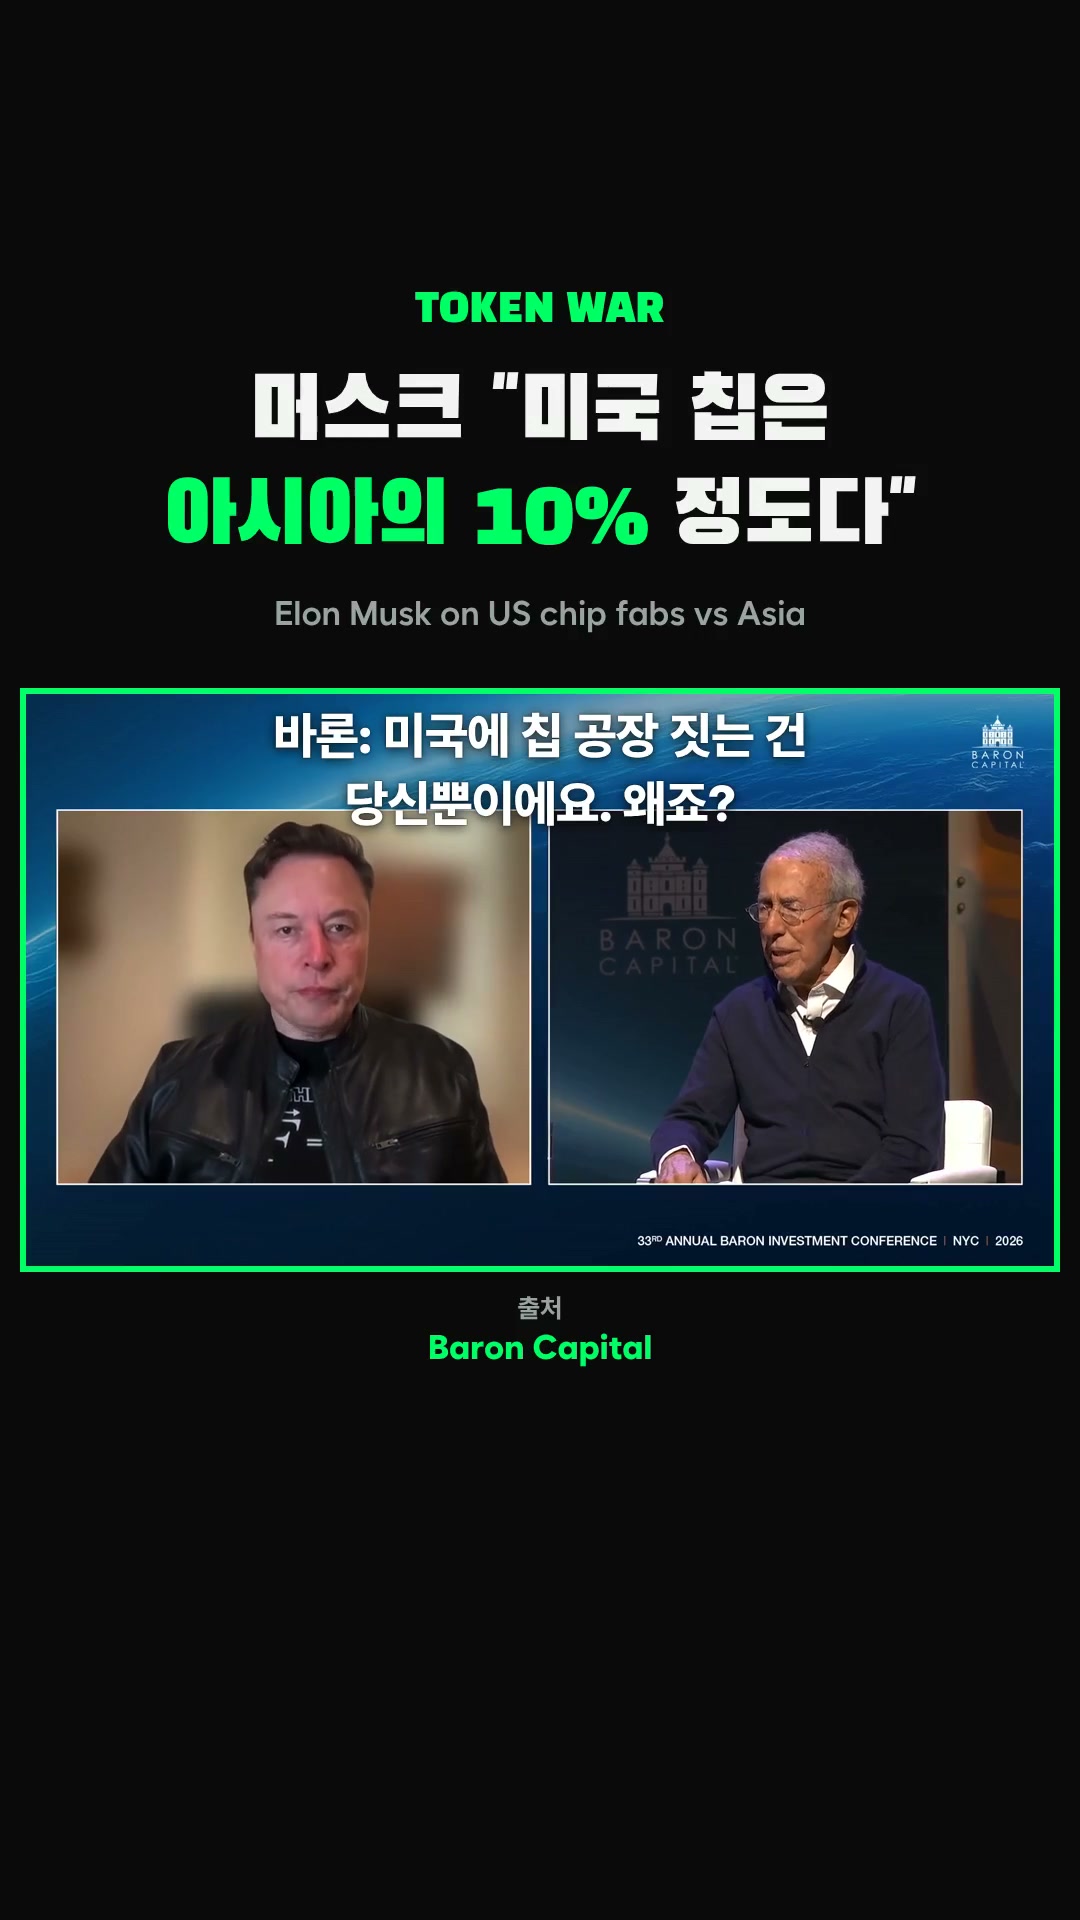 TOKEN WAR
머스크 "미국 칩은
아시아의 10% 정도다"
Elon Musk on US chip fabs vs Asia
바론: 미국에 칩 공장 짓는 건
당신뿐이에요. 왜죠?
BARON
CAPITAL
BARON
CAPITAL
33RD ANNUAL BARON INVESTMENT CONFERENCE | NYC | 2026
출처
Baron Capital